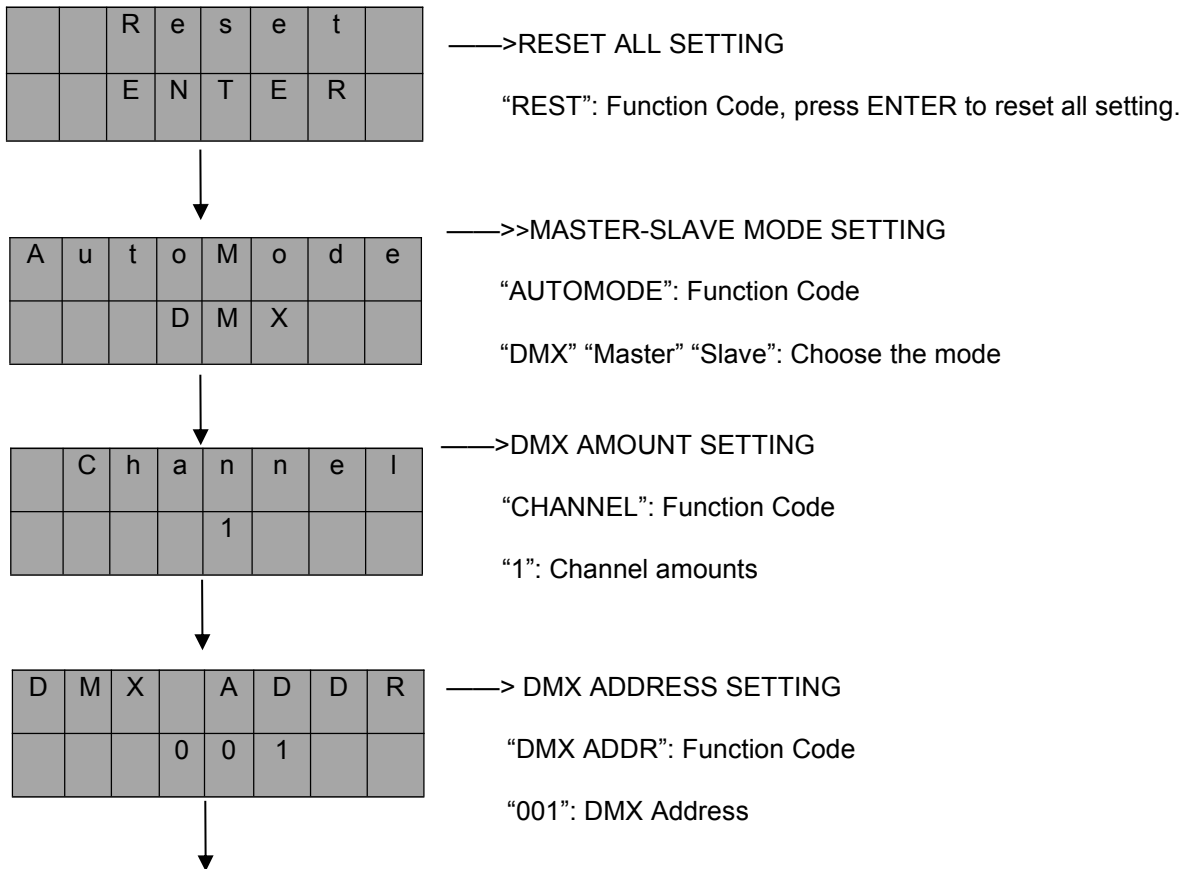 Reset
——>RESET ALL SETTING
ENTER
“REST”: Function Code, press ENTER to reset all setting.
——>>MASTER-SLAVE MODE SETTING
AutoMode
“AUTOMODE”: Function Code
DMX
“DMX” “Master” “Slave”: Choose the mode
——>DMX AMOUNT SETTING
Channel
“CHANNEL”: Function Code
1
“1”: Channel amounts
DMX ADDR
——> DMX ADDRESS SETTING
001
“DMX ADDR”: Function Code
“001”: DMX Address